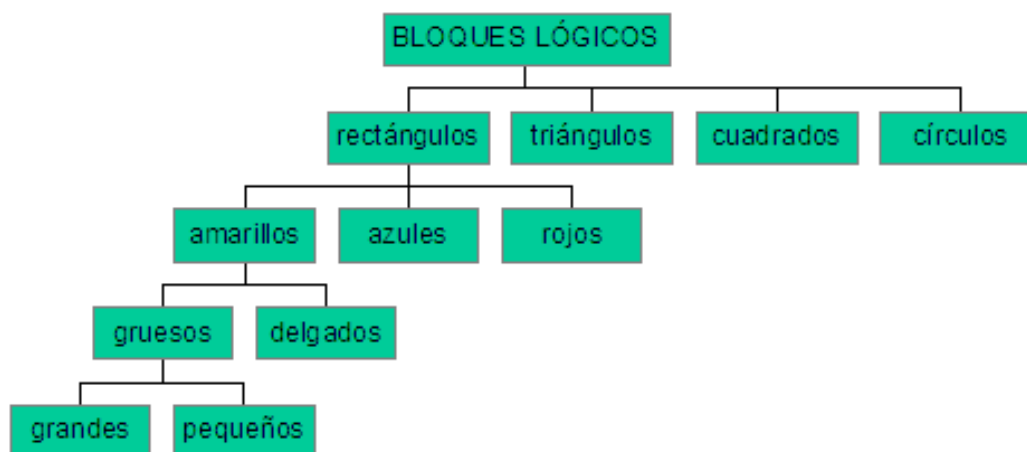 BLOQUES LÓGICOS
rectángulos
triángulos
cuadrados
círculos
amarillos
azules
rojos
gruesos
delgados
grandes
pequeños